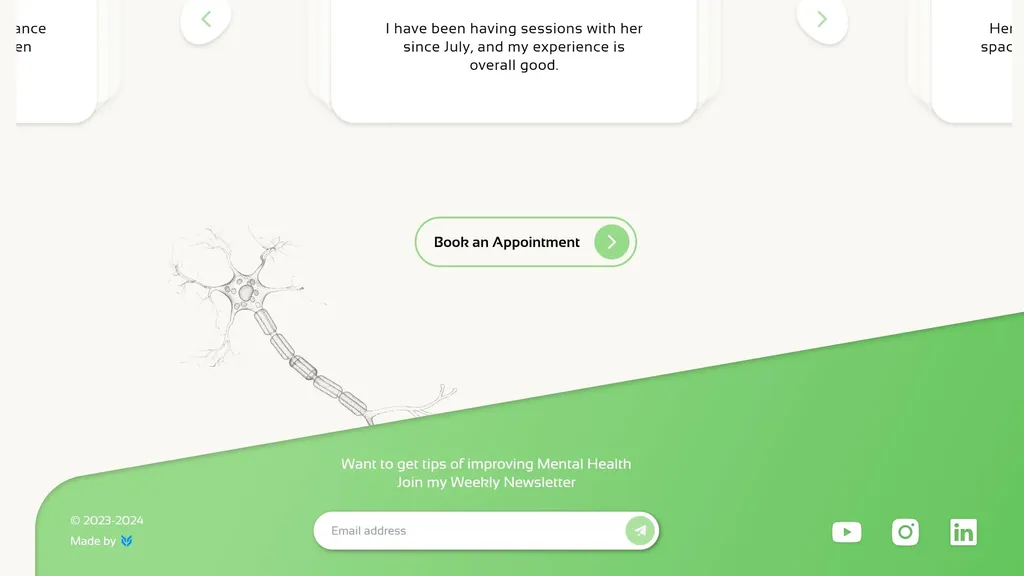 ance
en
I have been having sessions with her
since July, and my experience is
overall good.
Her
spac
Book an Appointment
Want to get tips of improving Mental Health
Join my Weekly Newsletter
Email address
© 2023-2024
Made by
in